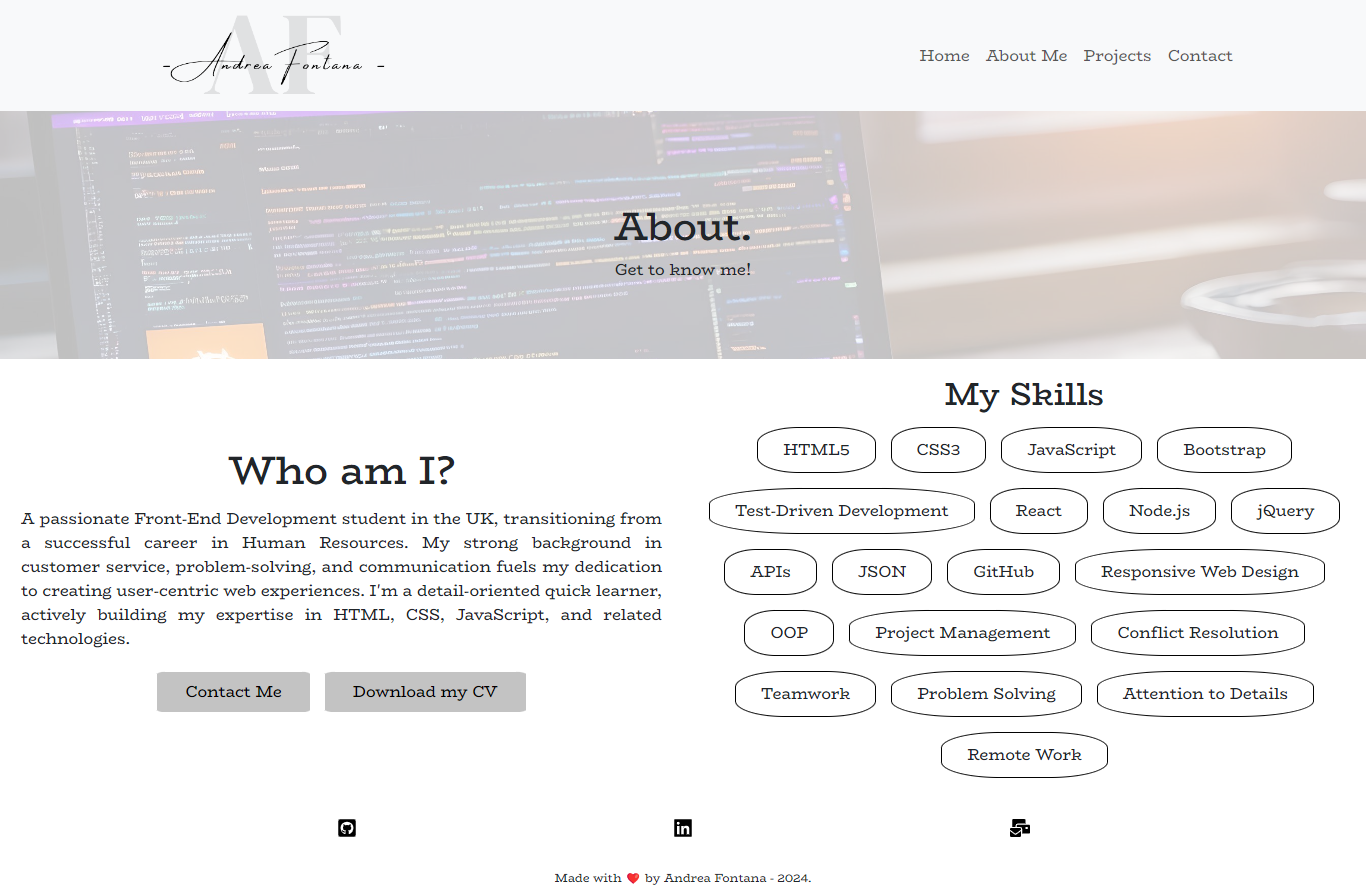 AF
- Andrea Fontana -
Home About Me Projects Contact
About.
Get to know me!
Who am I?
A passionate Front-End Development student in the UK, transitioning from
a successful career in Human Resources. My strong background in
customer service, problem-solving, and communication fuels my dedication
to creating user-centric web experiences. I'm a detail-oriented quick learner,
actively building my expertise in HTML, CSS, JavaScript, and related
technologies.
Contact Me Download my CV
My Skills
HTML5 CSS3 JavaScript Bootstrap
Test-Driven Development React Node.js jQuery
APIs JSON GitHub Responsive Web Design
OOP Project Management Conflict Resolution
Teamwork Problem Solving Attention to Details
Remote Work
Made with ❤️ by Andrea Fontana - 2024.